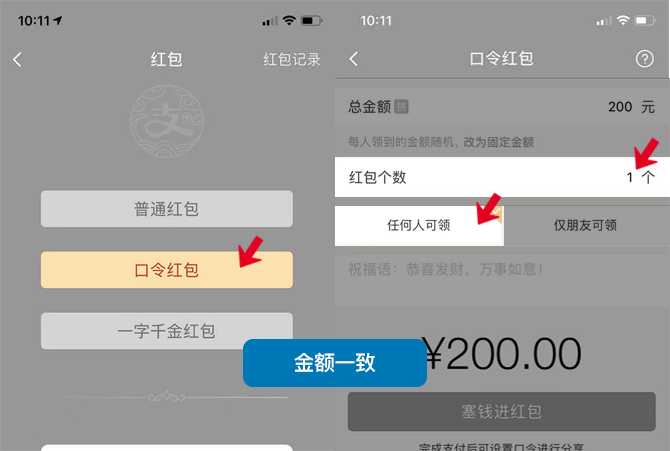 10:11
红包
红包记录
支
普通红包
口令红包
一字千金红包
10:11
口令红包
?
总金额 拼
200 元
每人领到的金额随机，改为固定金额
红包个数
1 个
任何人可领
仅朋友可领
祝福语：恭喜发财，万事如意！
¥200.00
金额一致
塞钱进红包
完成支付后可设置口令进行分享